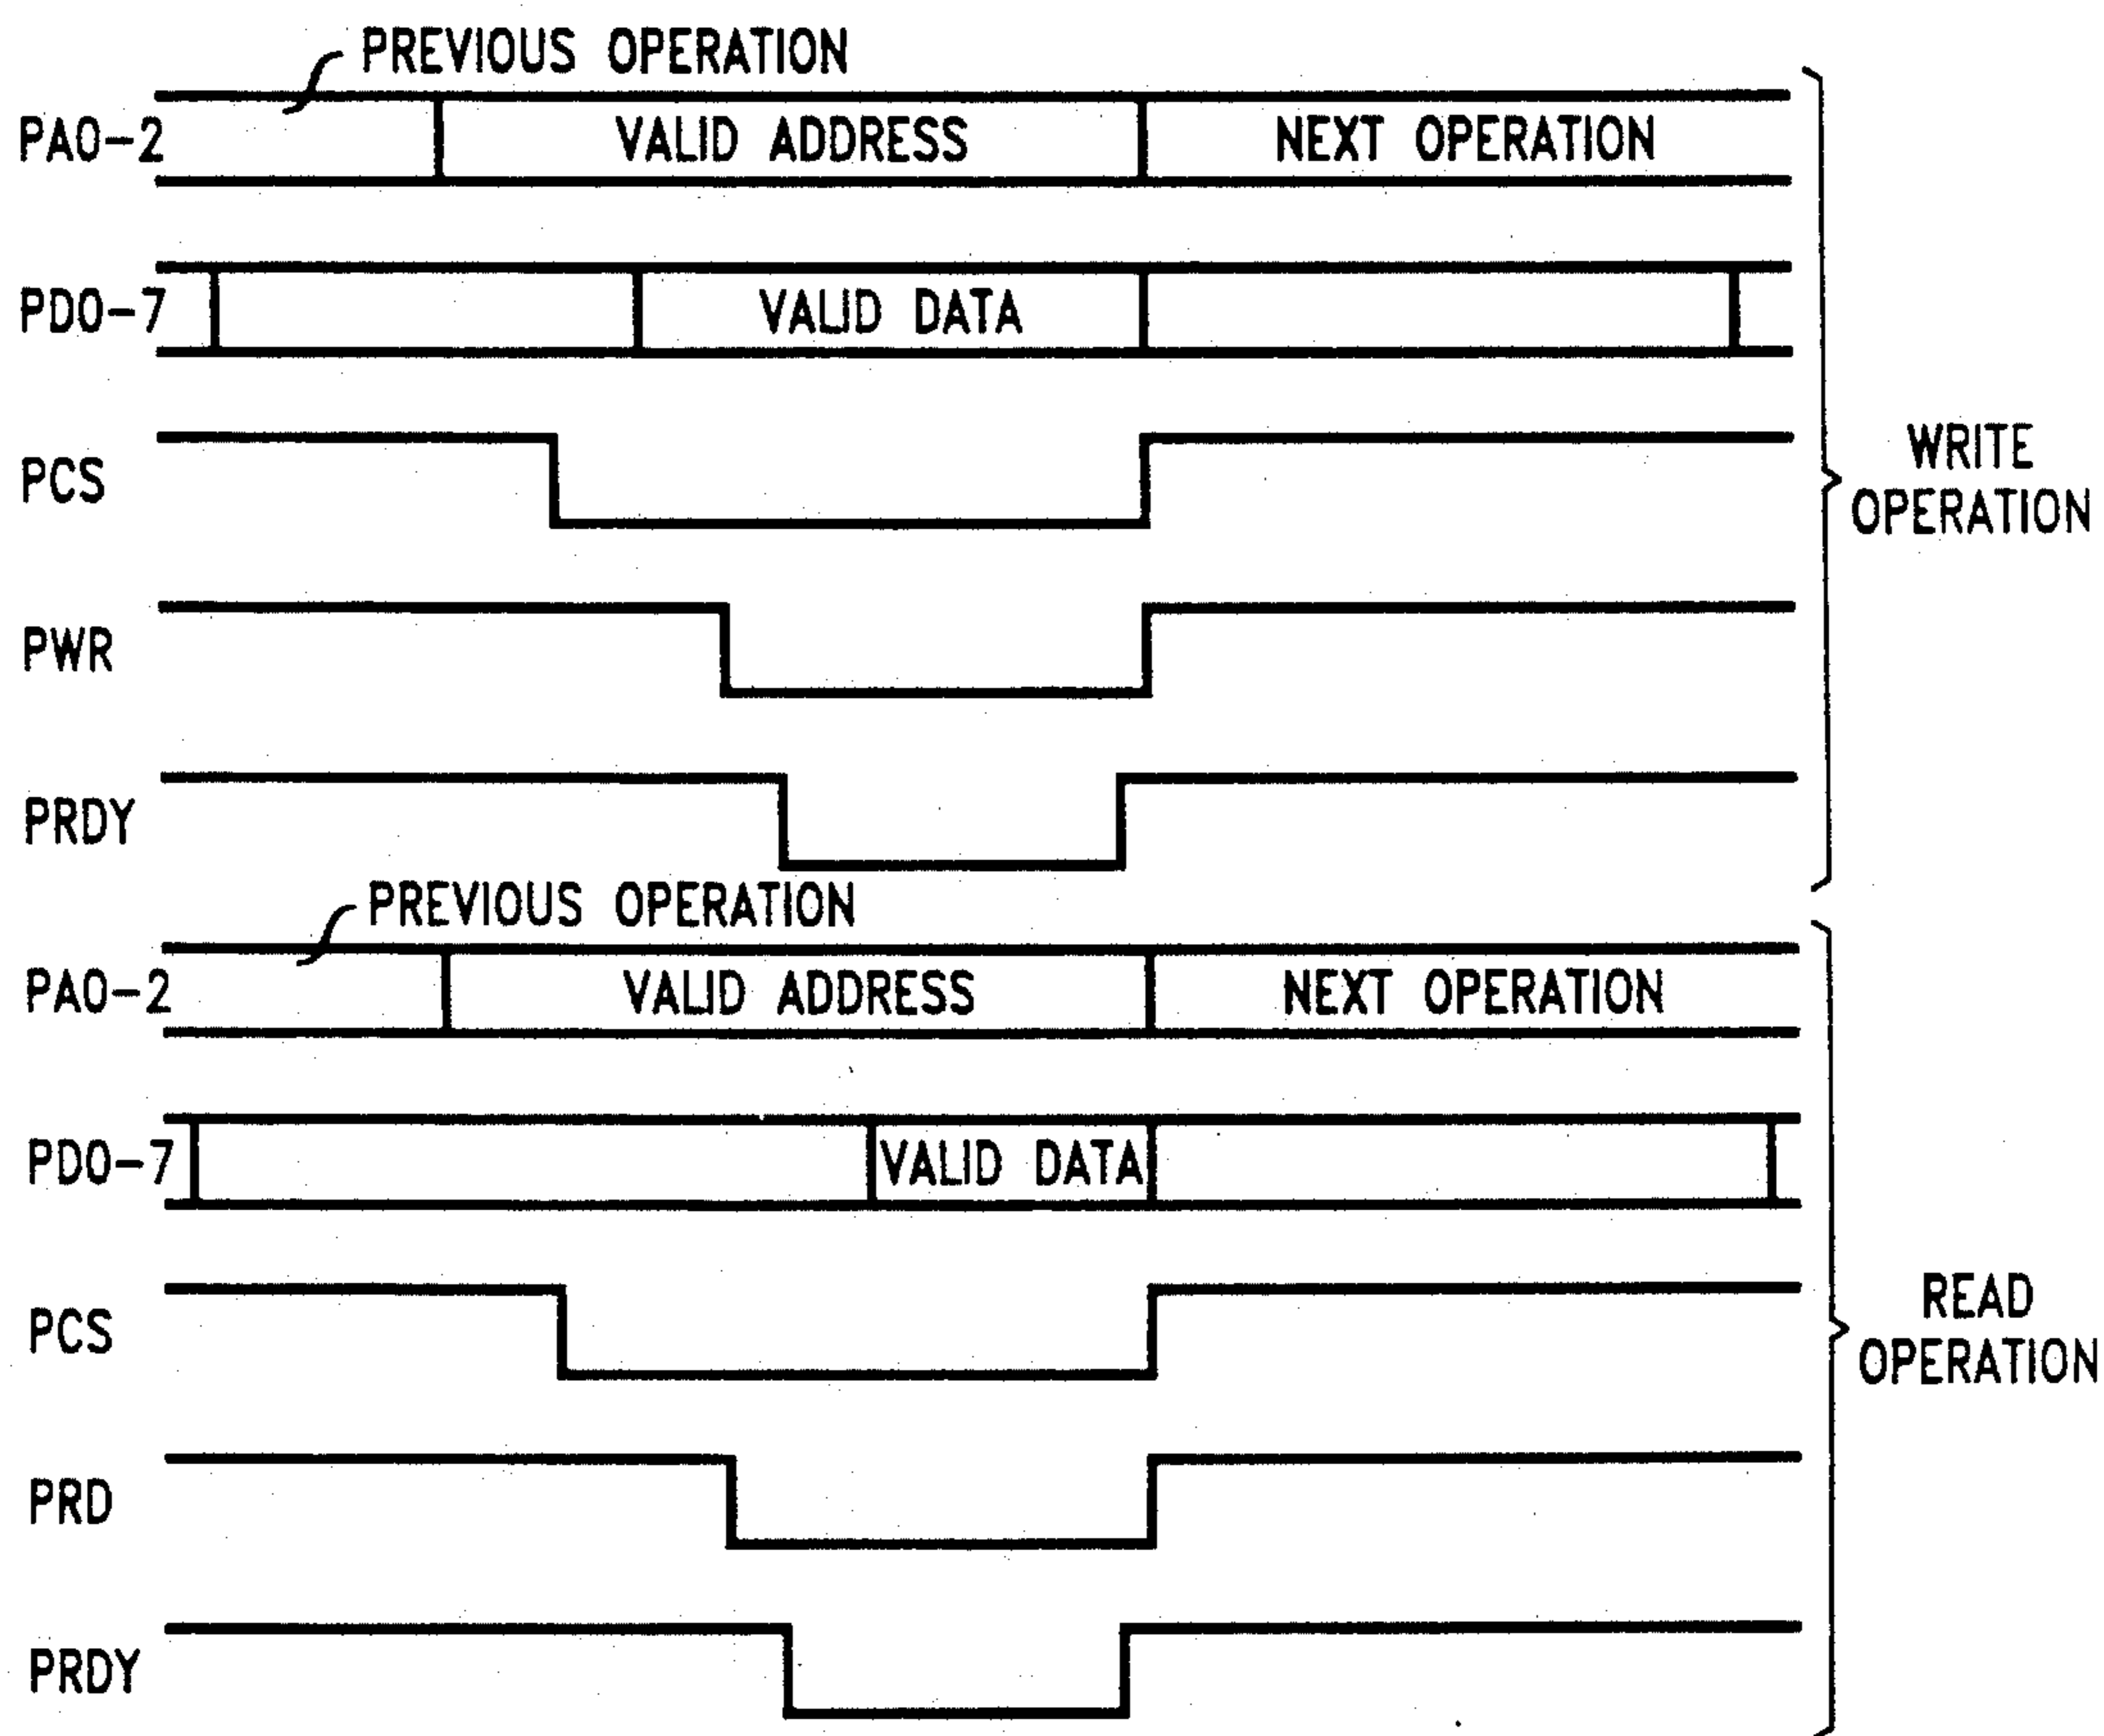 PREVIOUS OPERATION
PA0-2 VALID ADDRESS NEXT OPERATION
PD0-7 VALID DATA
PCS
WRITE
OPERATION
PWR
PRDY
PREVIOUS OPERATION
PA0-2 VALID ADDRESS NEXT OPERATION
PD0-7 VALID DATA
PCS
READ
OPERATION
PRD
PRDY